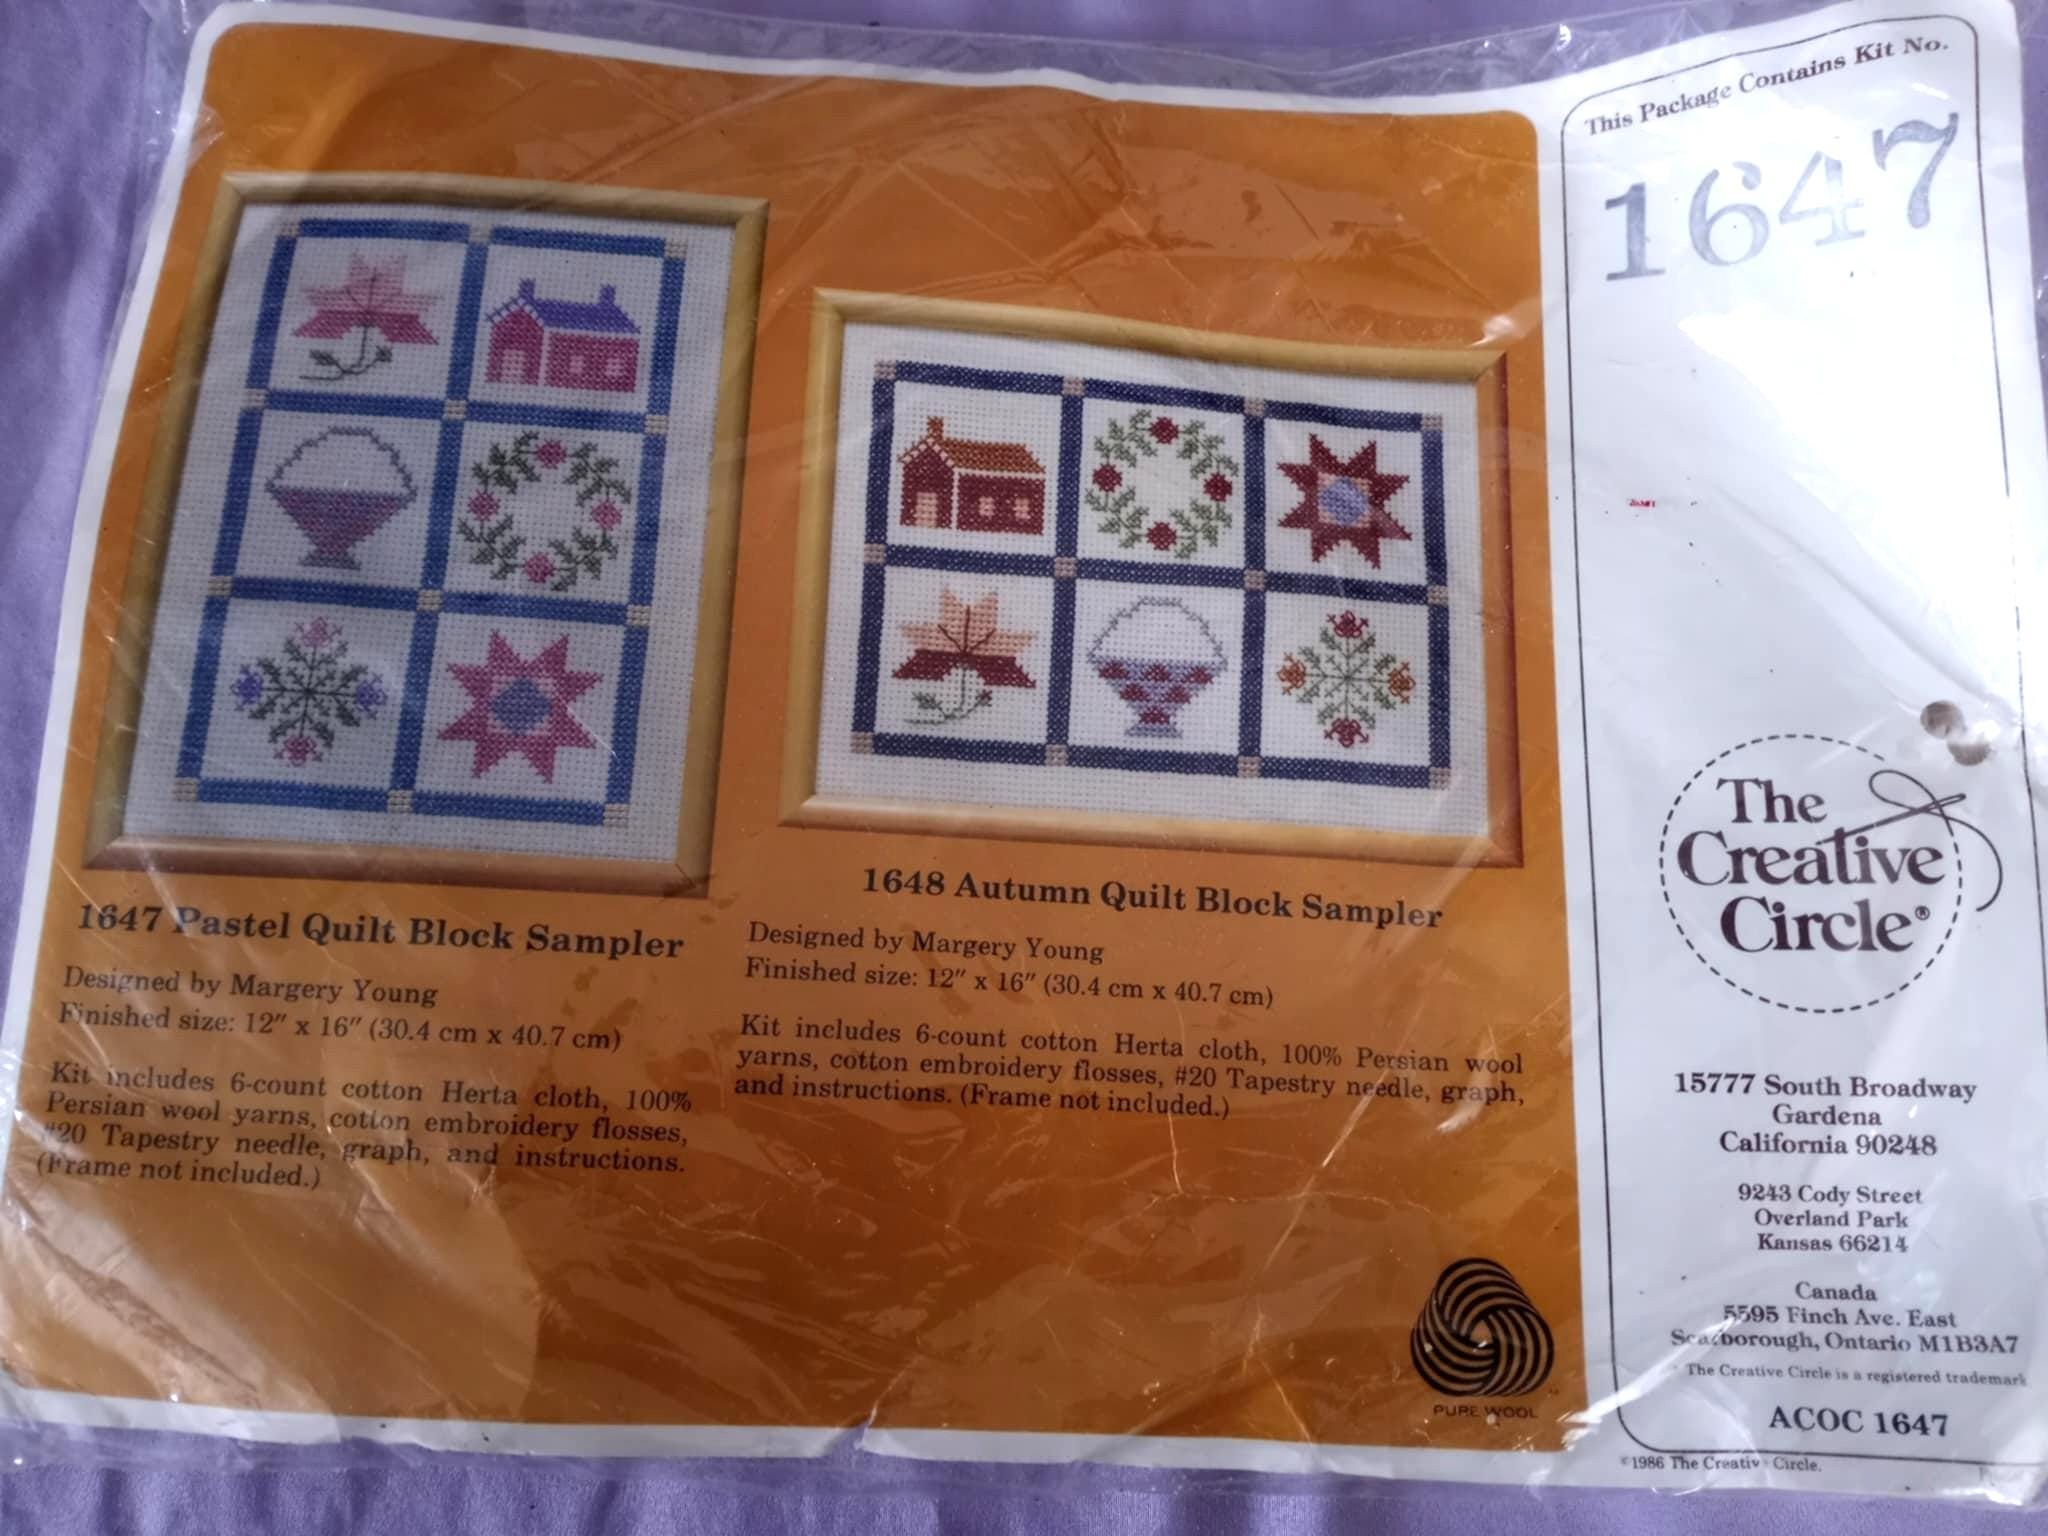 This Package Contains Kit No.
1647
1647 Pastel Quilt Block Sampler
Designed by Margery Young
Finished size: 12" x 16" (30.4 cm x 40.7 cm)
Kit includes 6-count cotton Herta cloth, 100%
Persian wool yarns, cotton embroidery flosses,
#20 Tapestry needle, graph, and instructions.
(Frame not included.)
1648 Autumn Quilt Block Sampler
Designed by Margery Young
Finished size: 12" x 16" (30.4 cm x 40.7 cm)
Kit includes 6-count cotton Herta cloth, 100% Persian wool
yarns, cotton embroidery flosses, #20 Tapestry needle, graph,
and instructions. (Frame not included.)
PURE WOOL
The
Creative
Circle®
15777 South Broadway
Gardena
California 90248
9243 Cody Street
Overland Park
Kansas 66214
Canada
5595 Finch Ave. East
Scarborough, Ontario M1B3A7
The Creative Circle is a registered trademark
ACOC 1647
©1986 The Creative Circle.